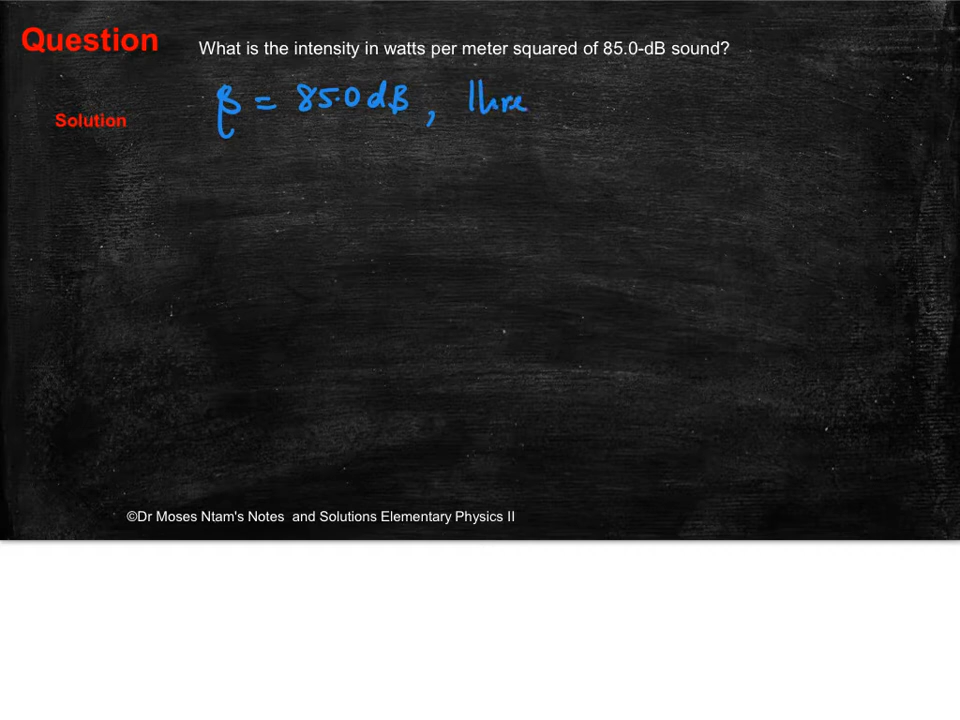 Question
What is the intensity in watts per meter squared of 85.0-dB sound?
β = 85.0 dB ,
Solution
©Dr Moses Ntam's Notes and Solutions Elementary Physics II